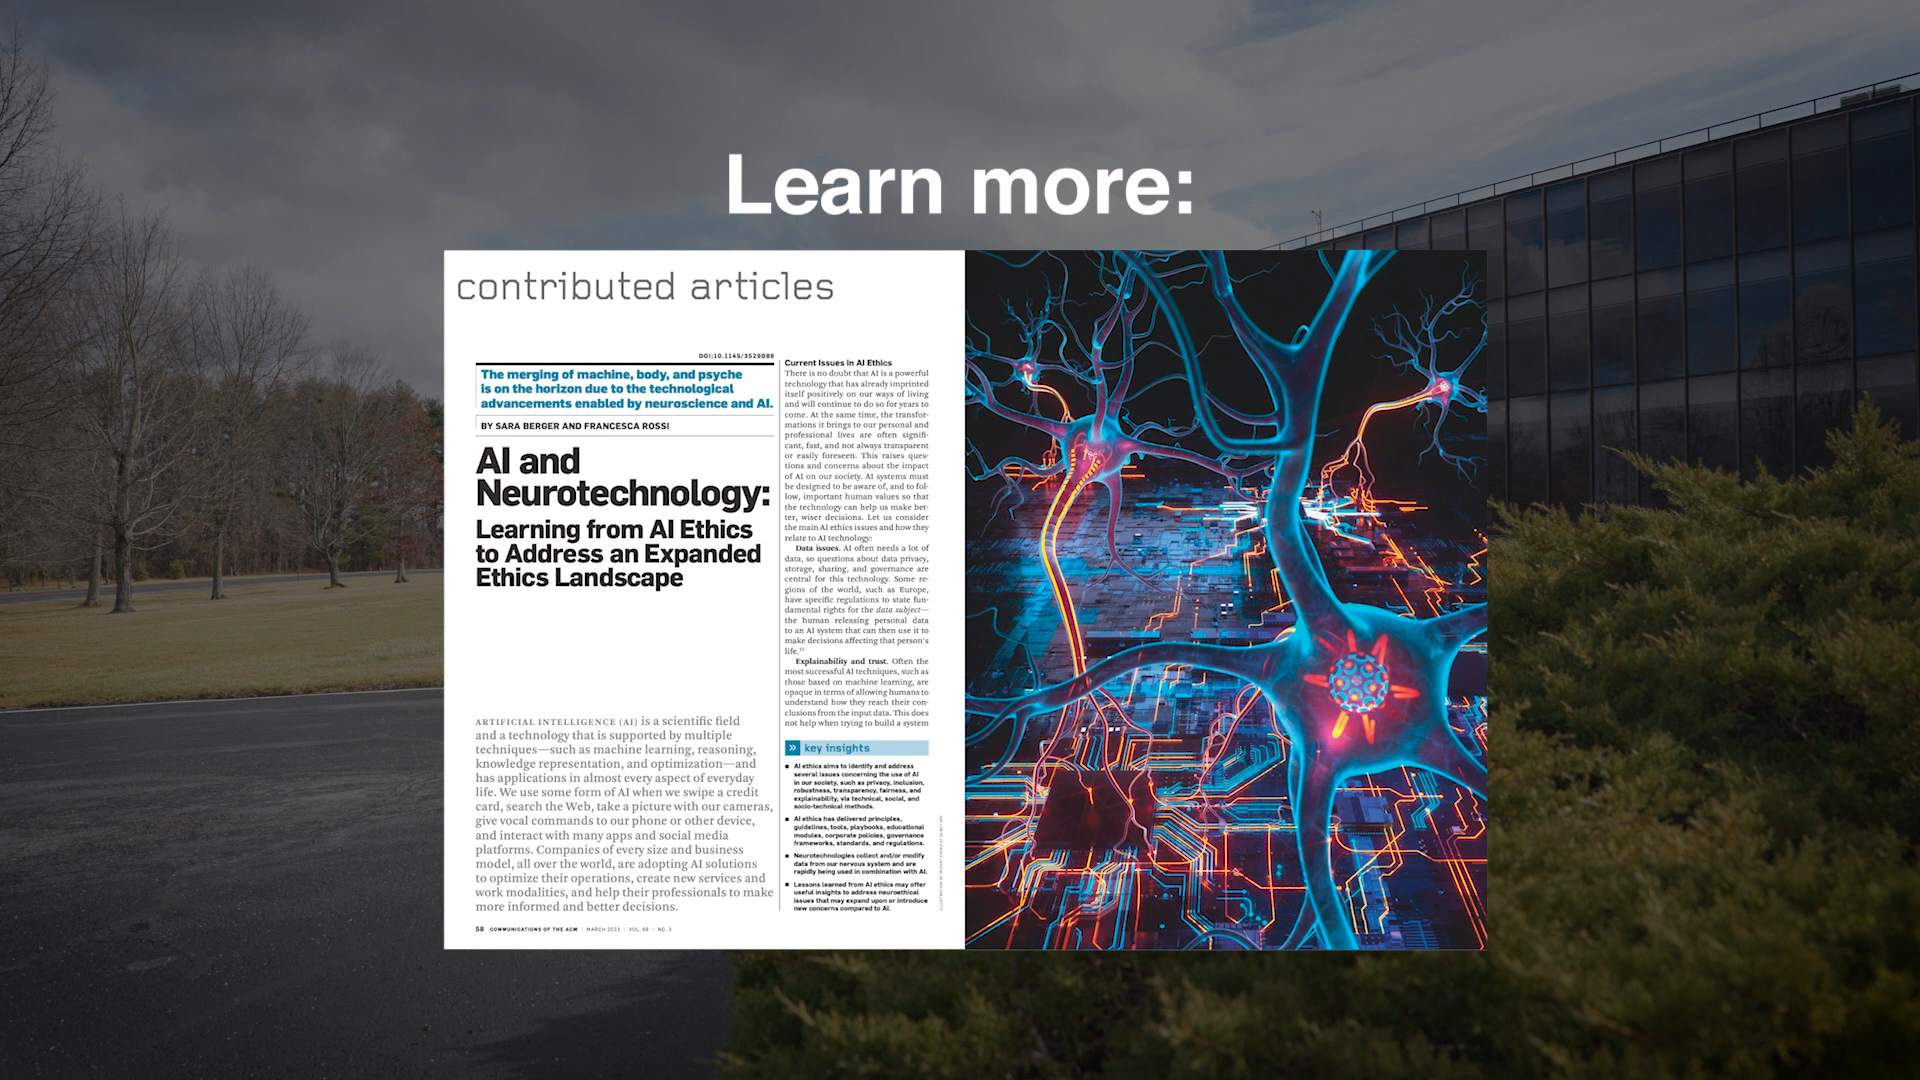 Learn more:
contributed articles
DOI:10.1145/3529088
The merging of machine, body, and psyche
is on the horizon due to the technological
advancements enabled by neuroscience and AI.
BY SARA BERGER AND FRANCESCA ROSSI
AI and
Neurotechnology:
Learning from AI Ethics
to Address an Expanded
Ethics Landscape
ARTIFICIAL INTELLIGENCE (AI) is a scientific field
and a technology that is supported by multiple
techniques—such as machine learning, reasoning,
knowledge representation, and optimization—and
has applications in almost every aspect of everyday
life. We use some form of AI when we swipe a credit
card, search the Web, take a picture with our cameras,
give vocal commands to our phone or other device,
and interact with many apps and social media
platforms. Companies of every size and business
model, all over the world, are adopting AI solutions
to optimize their operations, create new services and
work modalities, and help their professionals to make
more informed and better decisions.
Current Issues in AI Ethics
There is no doubt that AI is a powerful
technology that has already imprinted
itself positively on our ways of living
and will continue to do so for years to
come. At the same time, the transfor-
mations it brings to our personal and
professional lives are often signifi-
cant, fast, and not always transparent
or easily foreseen. This raises ques-
tions and concerns about the impact
of AI on our society. AI systems must
be designed to be aware of, and to fol-
low, important human values so that
the technology can help us make bet-
ter, wiser decisions. Let us consider
the main AI ethics issues and how they
relate to AI technology:
Data issues. AI often needs a lot of
data, so questions about data privacy,
storage, sharing, and governance are
central for this technology. Some re-
gions of the world, such as Europe,
have specific regulations to state fun-
damental rights for the data subject—
the human releasing personal data
to an AI system that can then use it to
make decisions affecting that person's
life.
Explainability and trust. Often the
most successful AI techniques, such as
those based on machine learning, are
opaque in terms of allowing humans to
understand how they reach their con-
clusions from the input data. This does
not help when trying to build a system
» key insights
AI ethics aims to identify and address
several issues concerning the use of AI
in our society, such as privacy, inclusion,
robustness, transparency, fairness, and
explainability, via technical, social, and
socio-technical methods.
AI ethics has delivered principles,
guidelines, tools, playbooks, educational
modules, corporate policies, governance
frameworks, standards, and regulations.
Neurotechnologies collect and/or modify
data from our nervous system and are
rapidly being used in combination with AI.
Lessons learned from AI ethics may offer
useful insights to address neuroethical
issues that may expand upon or introduce
new concerns compared to AI.
58 COMMUNICATIONS OF THE ACM | MARCH 2023 | VOL. 66 | NO. 3